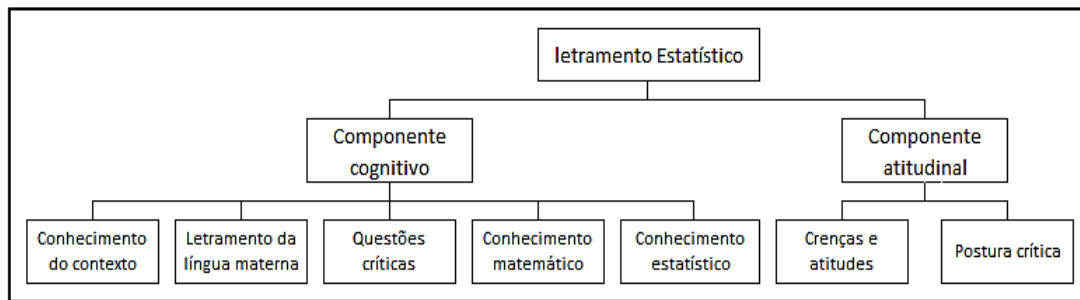 letramento Estatístico
Componente
cognitivo
Componente
atitudinal
Conhecimento
do contexto
Letramento da
língua materna
Questões
críticas
Conhecimento
matemático
Conhecimento
estatístico
Crenças e
atitudes
Postura crítica